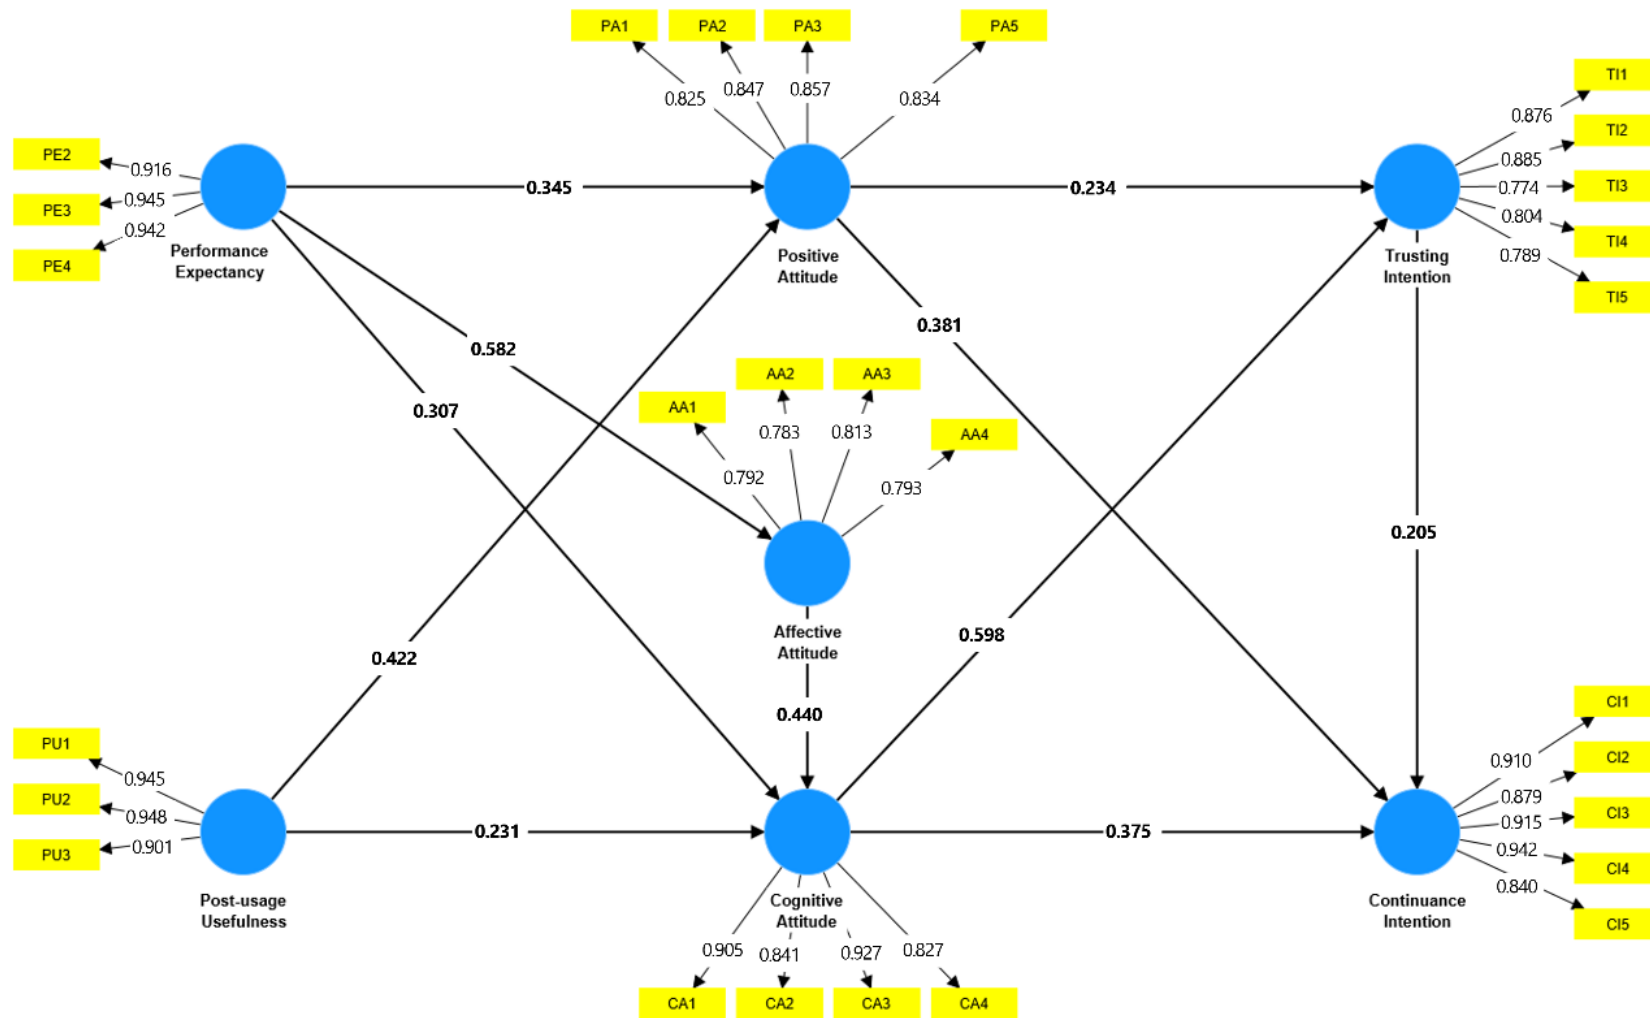 PA1 PA2 PA3 PA5
0.825 0.847 0.857 0.834
TI1
0.876
TI2
0.885
TI3
0.774
TI4
0.804
TI5
0.789
PE2
0.916
PE3
0.945
PE4
0.942
Performance
Expectancy
0.345
Positive
Attitude
0.234
Trusting
Intention
0.381
0.582
0.307
AA1 AA2 AA3 AA4
0.792 0.783 0.813 0.793
0.205
Affective
Attitude
0.598
0.422
0.440
PU1
0.945
PU2
0.948
PU3
0.901
Post-usage
Usefulness
0.231
Cognitive
Attitude
0.375
Continuance
Intention
CI1
0.910
CI2
0.879
CI3
0.915
CI4
0.942
CI5
0.840
0.905 0.841 0.927 0.827
CA1 CA2 CA3 CA4